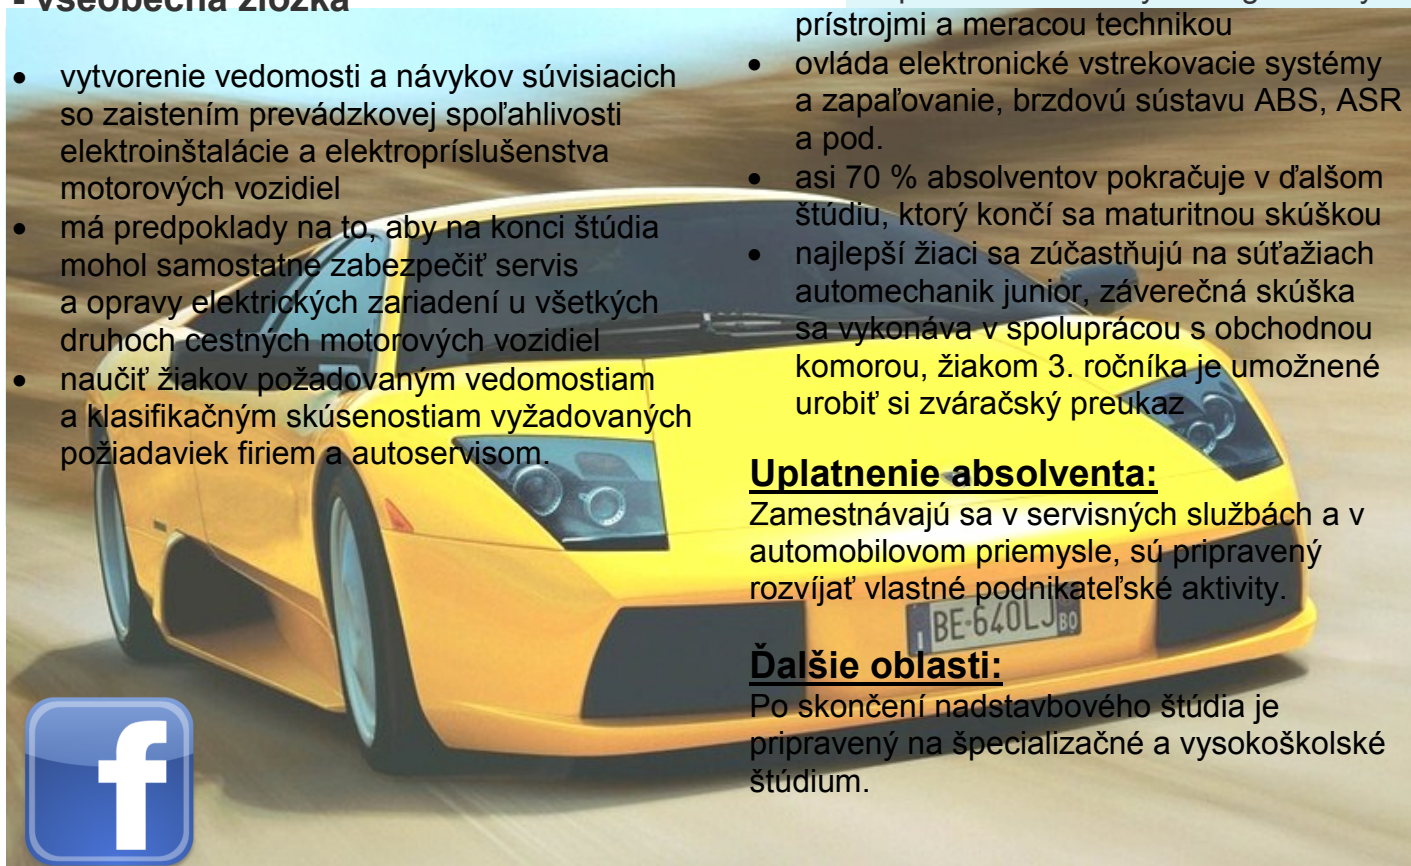 - všeobecná zložka
vytvorenie vedomosti a návykov súvisiacich
so zaistením prevádzkovej spoľahlivosti
elektroinštalácie a elektropríslušenstva
motorových vozidiel
má predpoklady na to, aby na konci štúdia
mohol samostatne zabezpečiť servis
a opravy elektrických zariadení u všetkých
druhoch cestných motorových vozidiel
naučiť žiakov požadovaným vedomostiam
a klasifikačným skúsenostiam vyžadovaných
požiadaviek firiem a autoservisom.
prístrojmi a meracou technikou
ovláda elektronické vstrekovacie systémy
a zapaľovanie, brzdovú sústavu ABS, ASR
a pod.
asi 70 % absolventov pokračuje v ďalšom
štúdiu, ktorý končí sa maturitnou skúškou
najlepší žiaci sa zúčastňujú na súťažiach
automechanik junior, záverečná skúška
sa vykonáva v spoluprácou s obchodnou
komorou, žiakom 3. ročníka je umožnené
urobiť si zváračský preukaz
Uplatnenie absolventa:
Zamestnávajú sa v servisných službách a v
automobilovom priemysle, sú pripravený
rozvíjať vlastné podnikateľské aktivity.
BE·640LJ BO
Ďalšie oblasti:
Po skončení nadstavbového štúdia je
pripravený na špecializačné a vysokoškolské
štúdium.
f